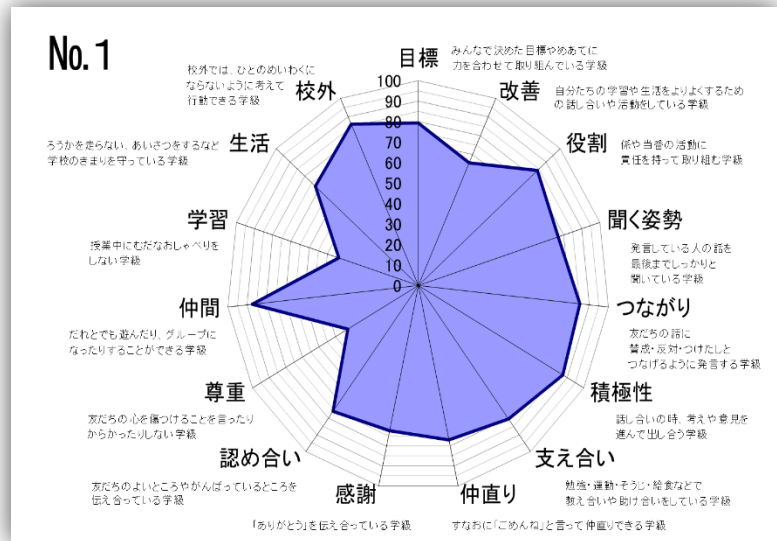 No.1
目標
みんなで決めた目標やめあてに
力を合わせて取り組んでいる学級
改善
自分たちの学習や生活をよりよくするため
の話し合いや活動をしている学級
役割
係や当番の活動に
責任を持って取り組む学級
聞く姿勢
発言している人の話を
最後までしっかりと
聞いている学級
つながり
友だちの話に
賛成・反対・つけたしと
つなげるように発言する学級
積極性
話し合いの時、考えや意見を
進んで出し合う学級
支え合い
勉強・運動・そうじ・給食などで
教え合いや助け合いをしている学級
仲直り
すなおに「ごめんね」と言って仲直りできる学級
感謝
「ありがとう」を伝え合っている学級
認め合い
友だちのよいところやがんばっているところを
伝え合っている学級
尊重
友だちの心を傷つけることを言ったり
からかったりしない学級
仲間
だれとでも遊んだり、グループに
なったりすることができる学級
学習
授業中にむだなおしゃべりを
しない学級
生活
ろうかを走らない、あいさつをするなど
学校のきまりを守っている学級
校外
校外では、ひとのめいわくに
ならないように考えて
行動できる学級
100
90
80
70
60
50
40
30
20
10
0